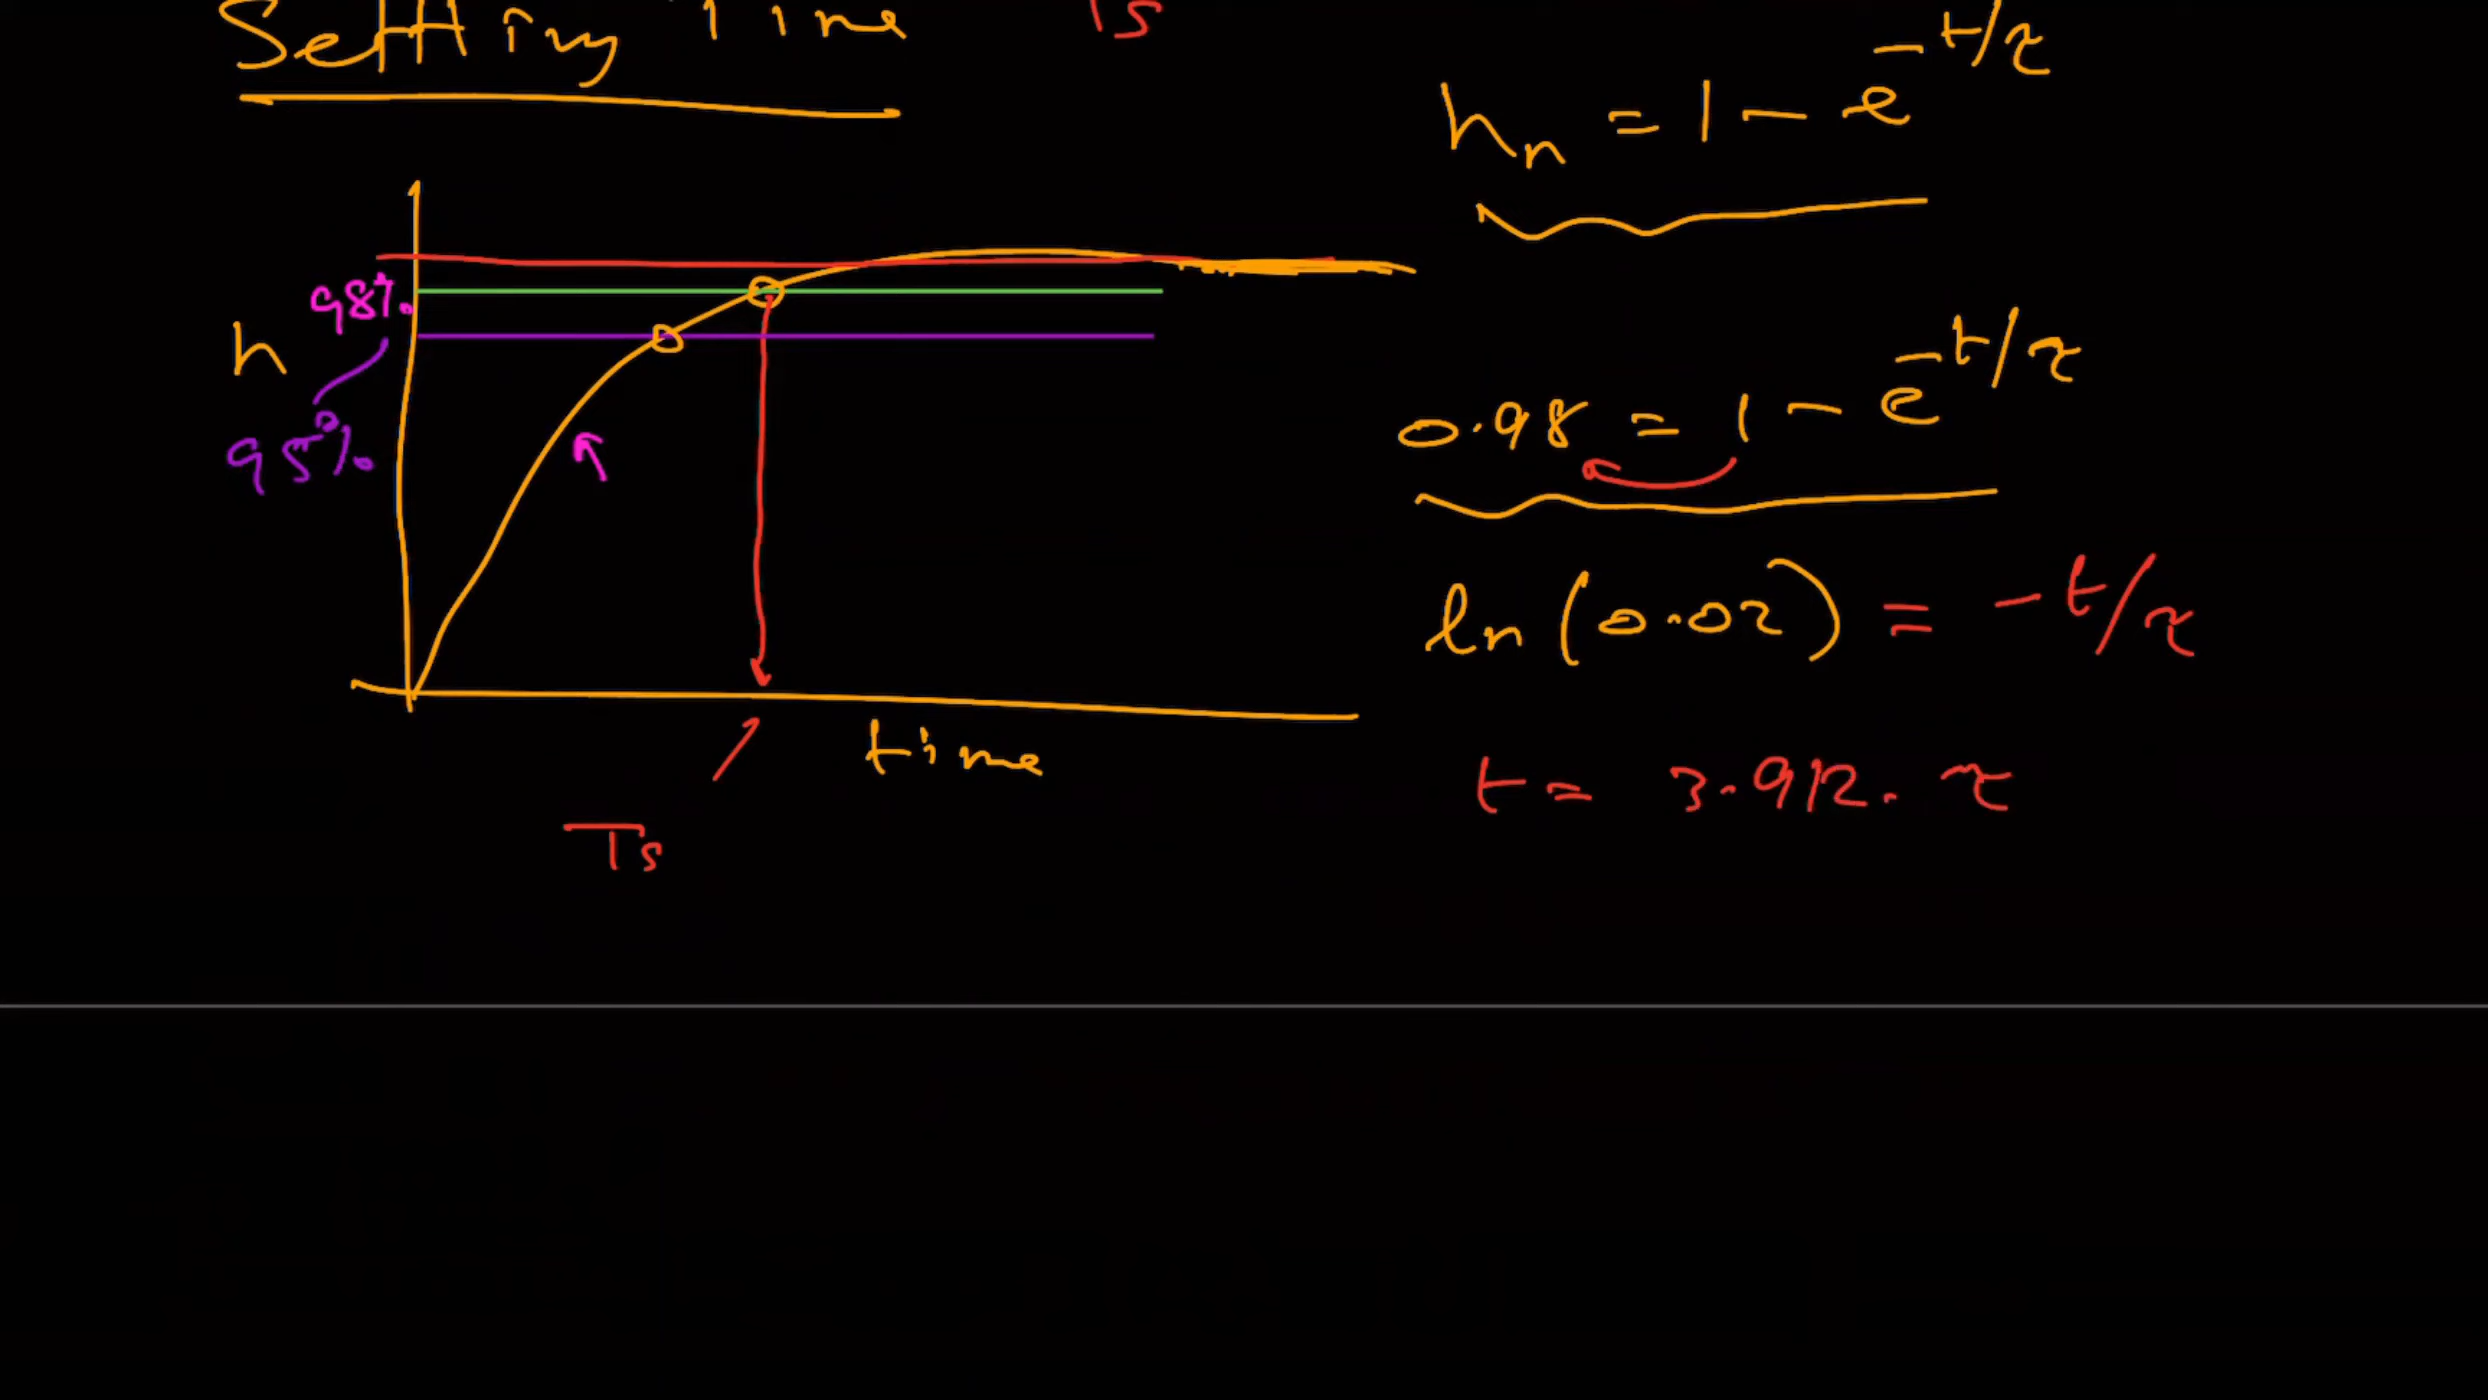 Settling Time Ts
hn = 1 - e^-t/τ
98%.
h
95%.
0.98 = 1 - e^-t/τ
ln(0.02) = -t/τ
time
t = 3.912. τ
Ts